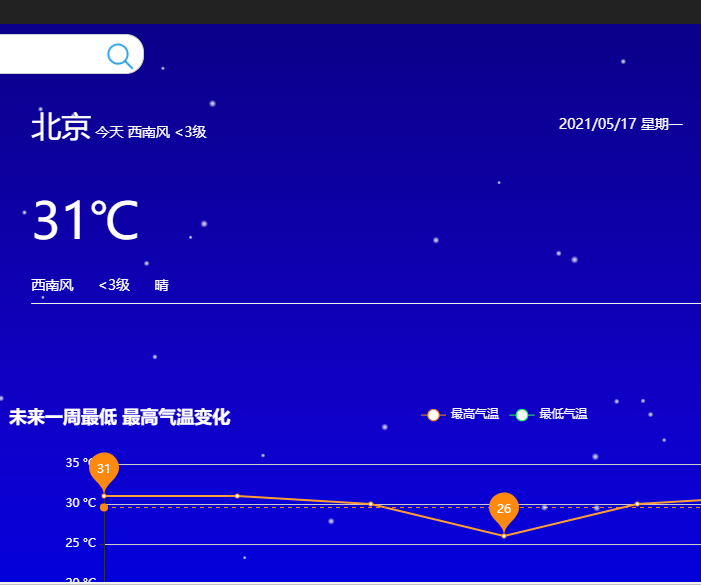 北京 今天 西南风 <3级
2021/05/17 星期一
31℃
西南风 <3级 晴
未来一周最低 最高气温变化
最高气温 最低气温
35 °C
31
30 °C
26
25 °C
20 °C